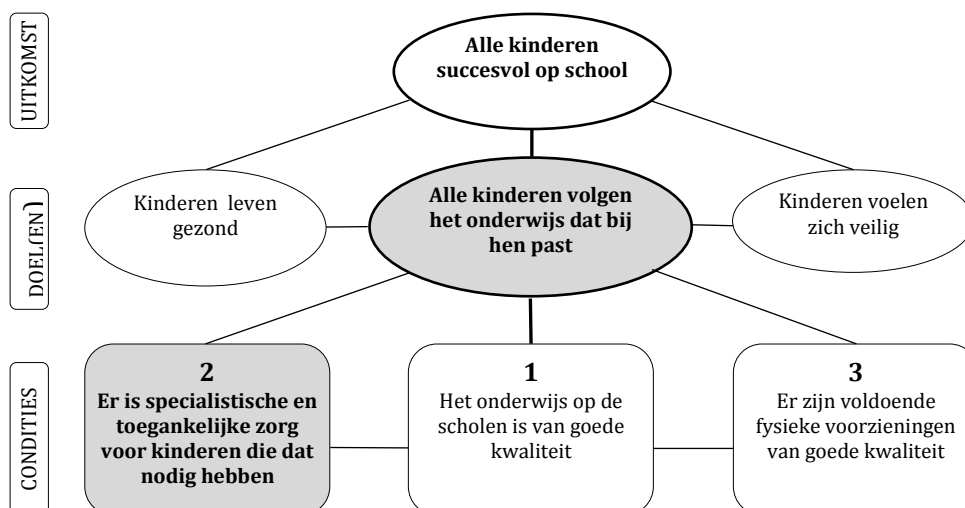 UITKOMST
Alle kinderen
succesvol op school
DOEL(EN)
Kinderen leven
gezond
Alle kinderen volgen
het onderwijs dat bij
hen past
Kinderen voelen
zich veilig
CONDITIES
2
Er is specialistische en
toegankelijke zorg
voor kinderen die dat
nodig hebben
1
Het onderwijs op de
scholen is van goede
kwaliteit
3
Er zijn voldoende
fysieke voorzieningen
van goede kwaliteit